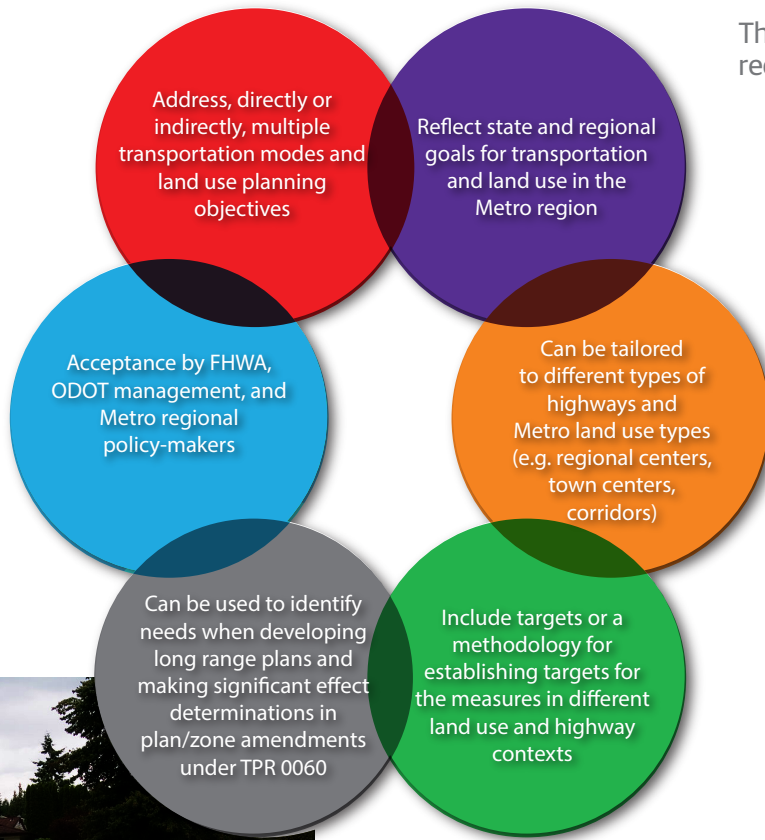 Address, directly or
indirectly, multiple
transportation modes and
land use planning
objectives
Reflect state and regional
goals for transportation
and land use in the
Metro region
Can be tailored
to different types of
highways and
Metro land use types
(e.g. regional centers,
town centers,
corridors)
Include targets or a
methodology for
establishing targets for
the measures in different
land use and highway
contexts
Can be used to identify
needs when developing
long range plans and
making significant effect
determinations in
plan/zone amendments
under TPR 0060
Acceptance by FHWA,
ODOT management, and
Metro regional
policy-makers